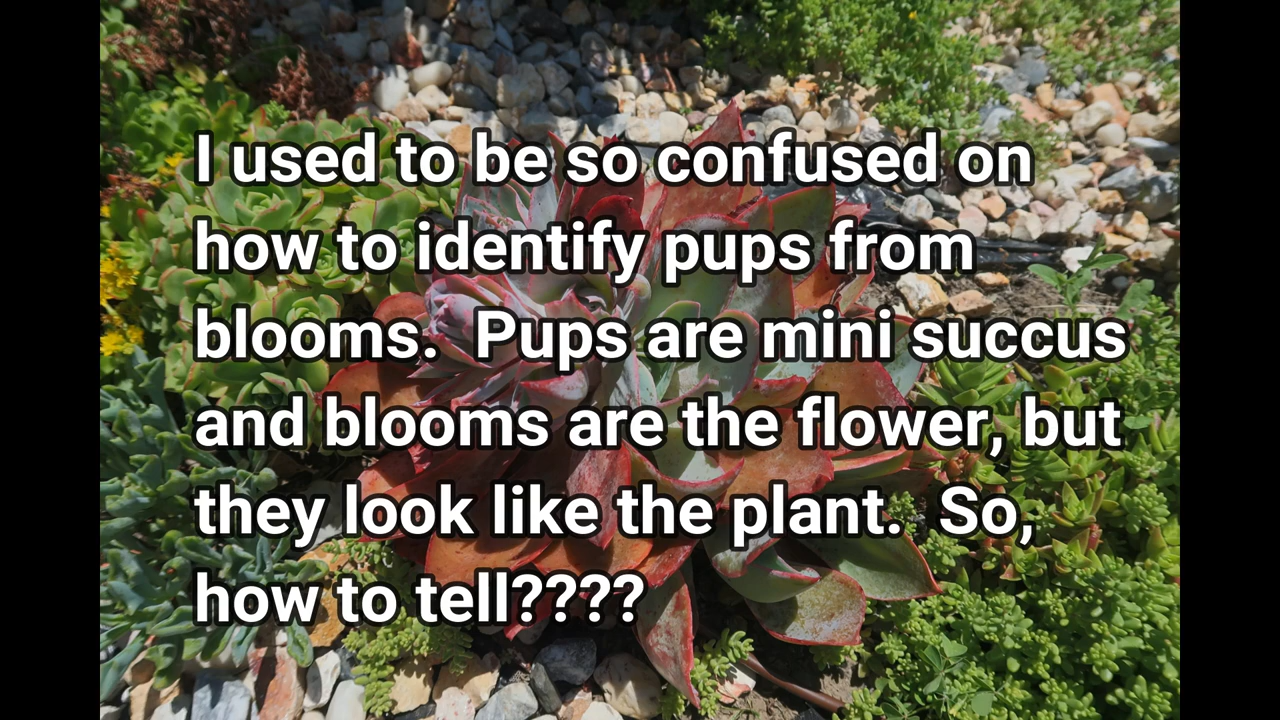 I used to be so confused on
how to identify pups from
blooms.  Pups are mini succus
and blooms are the flower, but
they look like the plant.  So,
how to tell????